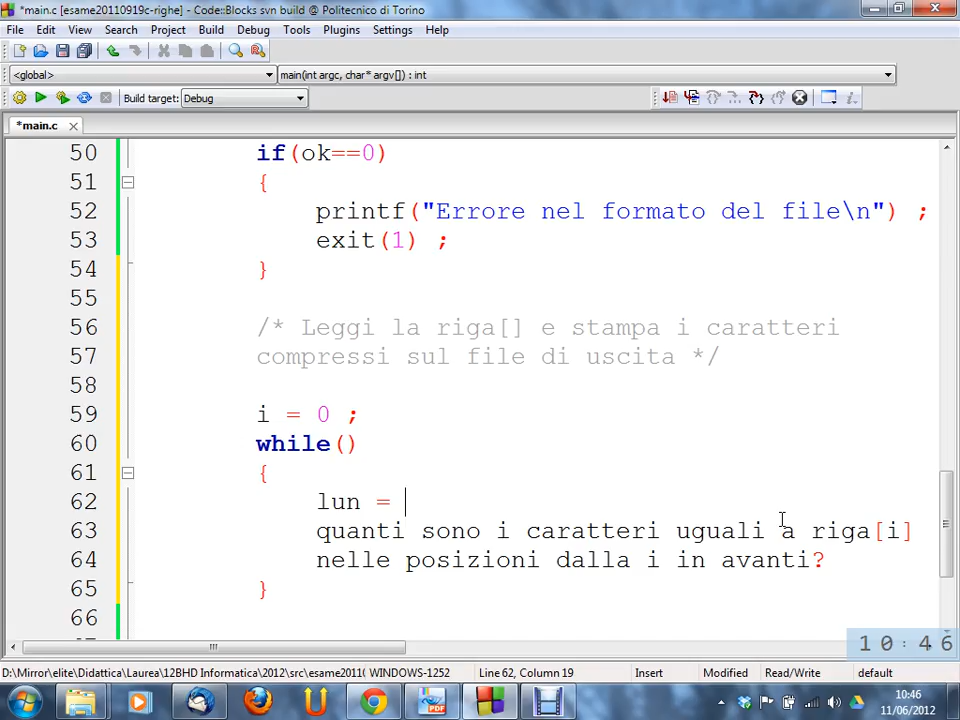 *main.c [esame20110919c-righe] - Code::Blocks svn build @ Politecnico di Torino
File Edit View Search Project Build Debug Tools Plugins Settings Help
<global> main(int argc, char* argv[]) : int
Build target: Debug
*main.c
50 if(ok==0)
51 {
52 printf("Errore nel formato del file\n") ;
53 exit(1) ;
54 }
55
56 /* Leggi la riga[] e stampa i caratteri
57 compressi sul file di uscita */
58
59 i = 0 ;
60 while()
61 {
62 lun =
63 quanti sono i caratteri uguali a riga[i]
64 nelle posizioni dalla i in avanti?
65 }
66
10:46
D:\Mirror\elite\Didattica\Laurea\12BHD Informatica\2012\src\esame2011( WINDOWS-1252 Line 62, Column 19 Insert Modified Read/Write default
10:46
11/06/2012